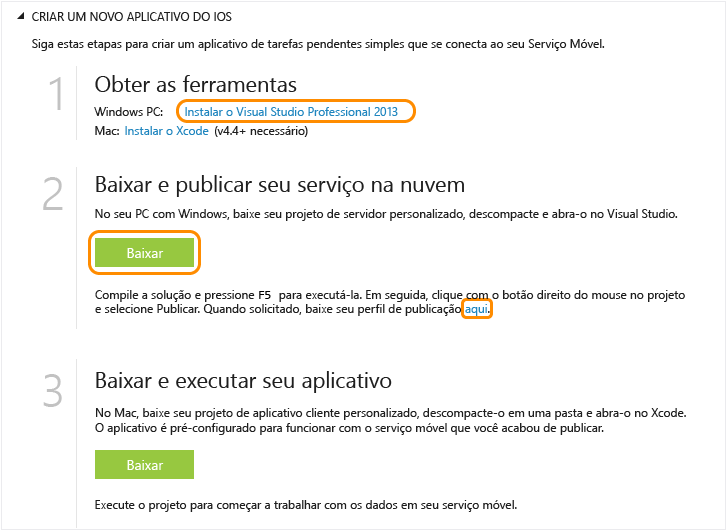 CRIAR UM NOVO APLICATIVO DO IOS
Siga estas etapas para criar um aplicativo de tarefas pendentes simples que se conecta ao seu Serviço Móvel.
1
Obter as ferramentas
Windows PC: Instalar o Visual Studio Professional 2013
Mac: Instalar o Xcode (v4.4+ necessário)
2
Baixar e publicar seu serviço na nuvem
No seu PC com Windows, baixe seu projeto de servidor personalizado, descompacte e abra-o no Visual Studio.
Baixar
Compile a solução e pressione F5 para executá-la. Em seguida, clique com o botão direito do mouse no projeto
e selecione Publicar. Quando solicitado, baixe seu perfil de publicação aqui.
3
Baixar e executar seu aplicativo
No Mac, baixe seu projeto de aplicativo cliente personalizado, descompacte-o em uma pasta e abra-o no Xcode.
O aplicativo é pré-configurado para funcionar com o serviço móvel que você acabou de publicar.
Baixar
Execute o projeto para começar a trabalhar com os dados em seu serviço móvel.